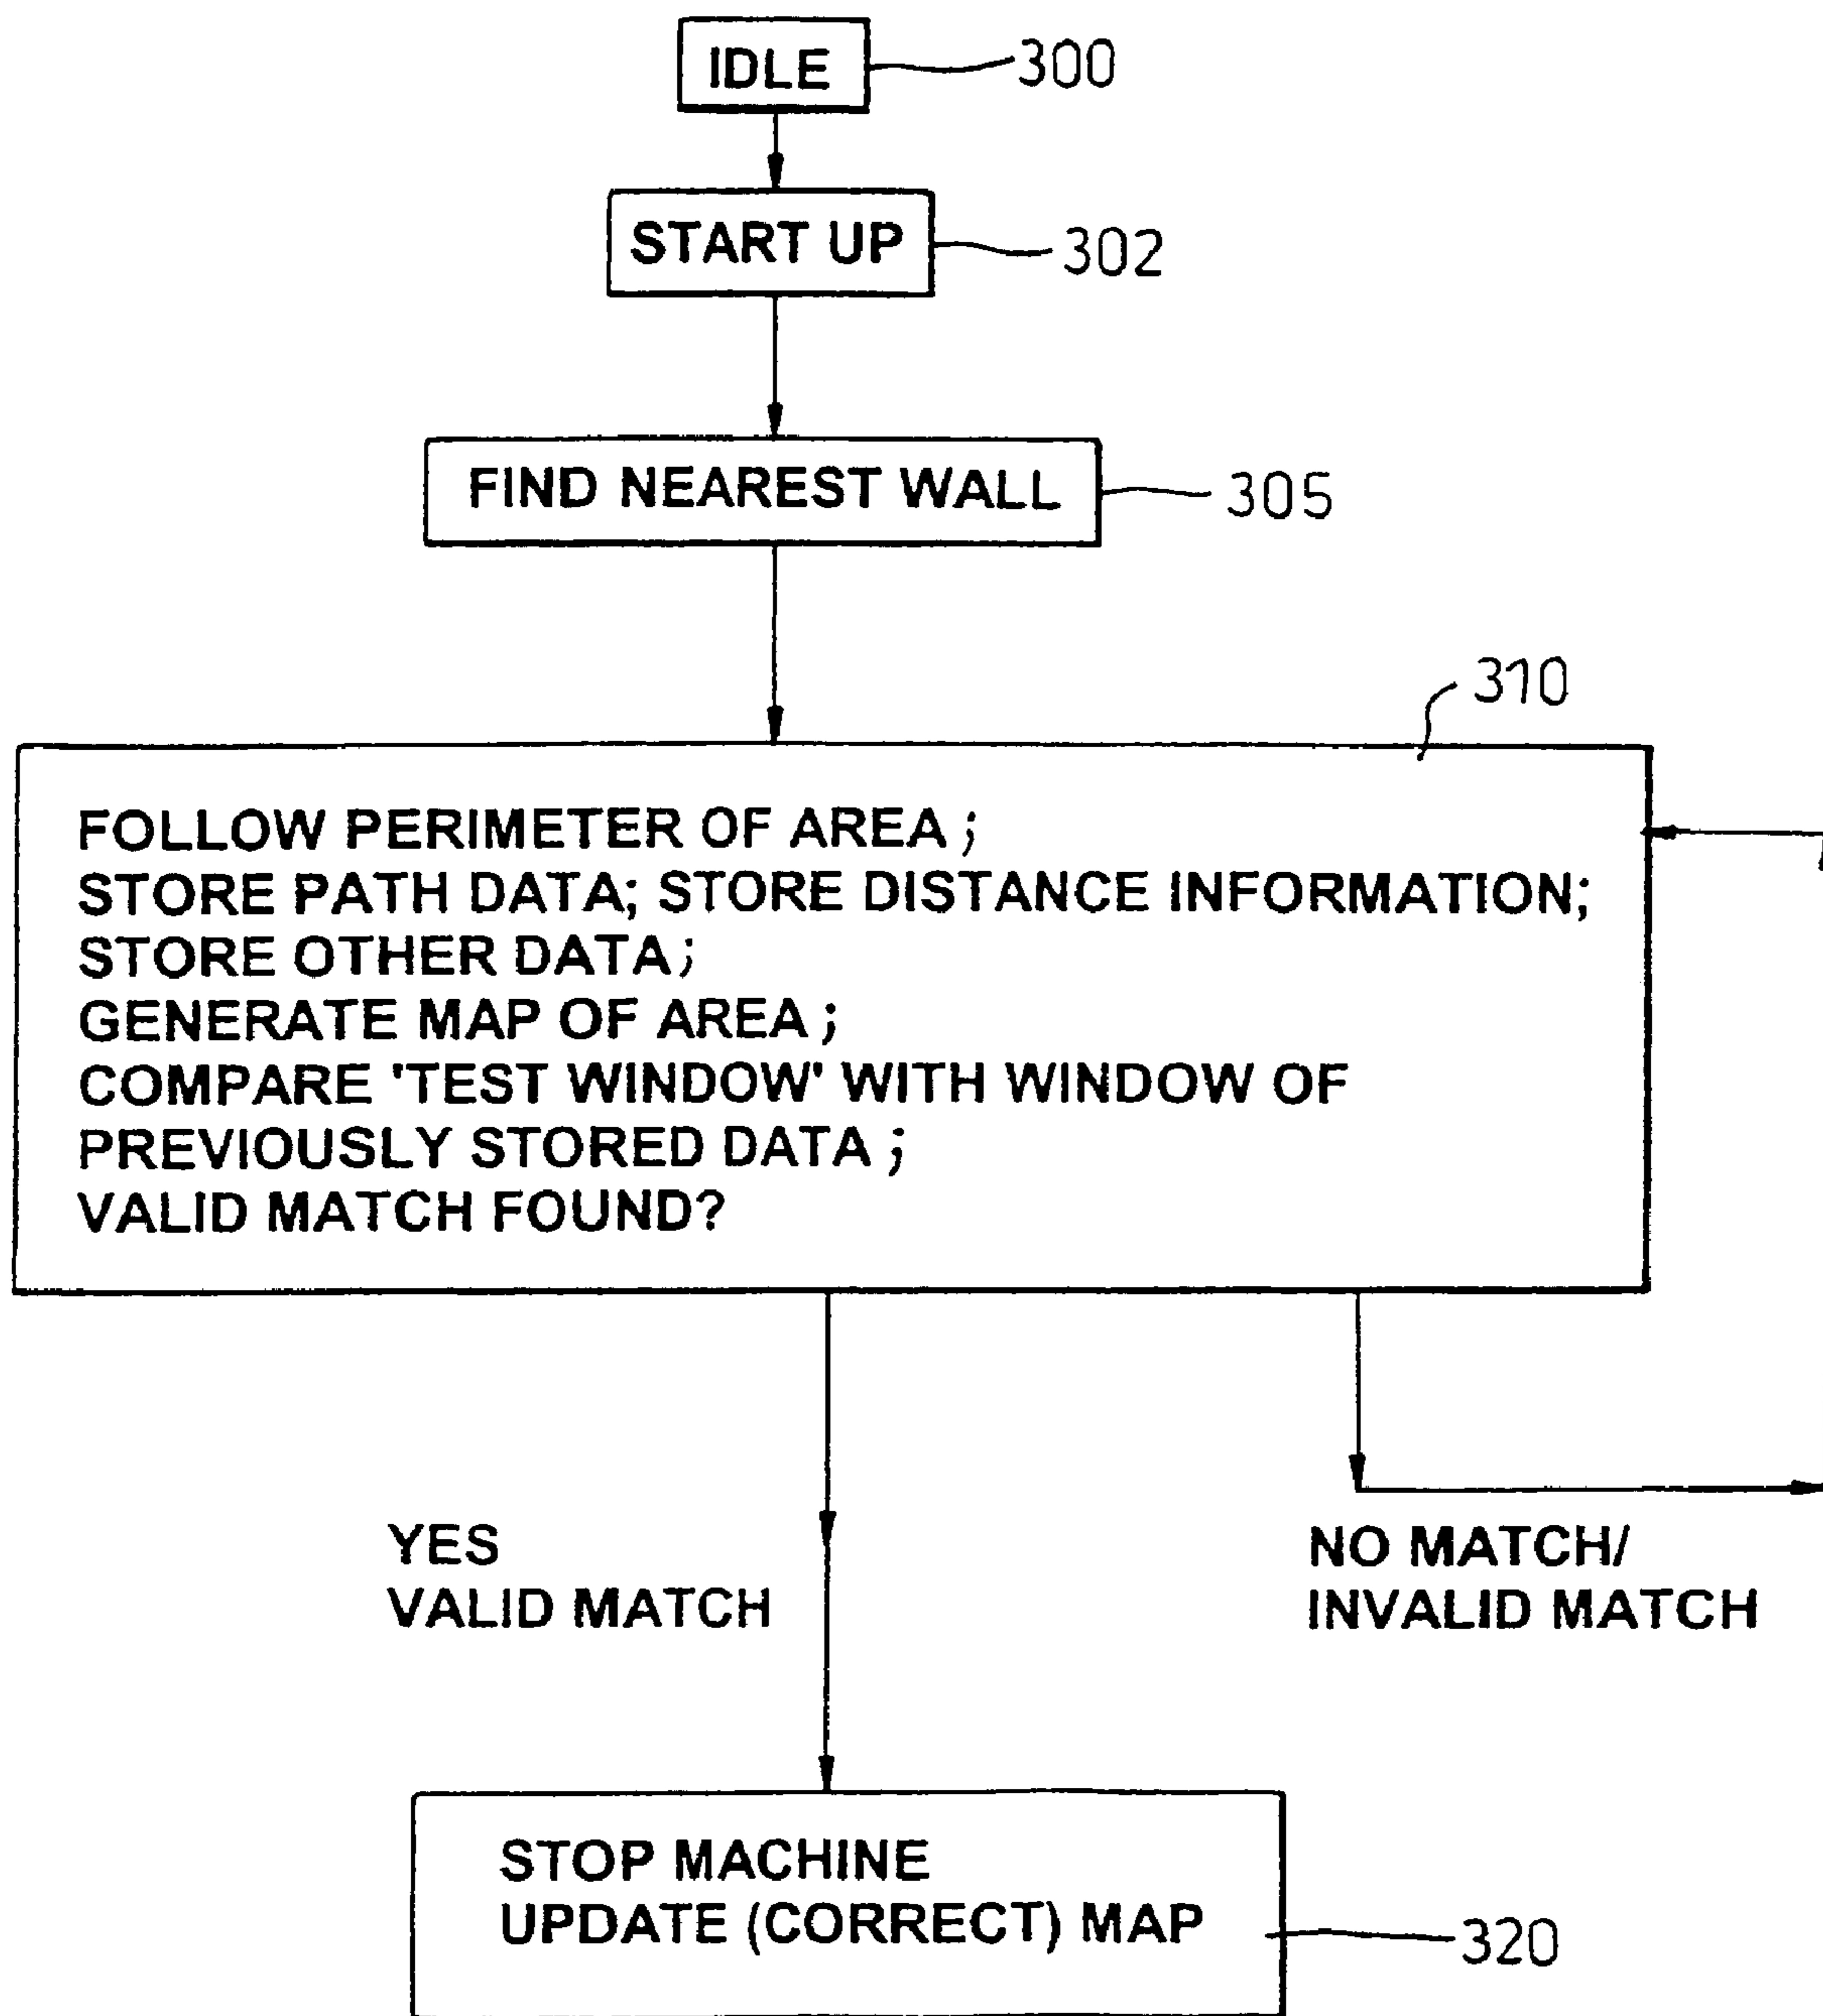 IDLE
300
START UP
302
FIND NEAREST WALL
305
310
FOLLOW PERIMETER OF AREA;
STORE PATH DATA; STORE DISTANCE INFORMATION;
STORE OTHER DATA;
GENERATE MAP OF AREA;
COMPARE 'TEST WINDOW' WITH WINDOW OF
PREVIOUSLY STORED DATA;
VALID MATCH FOUND?
YES
VALID MATCH
NO MATCH/
INVALID MATCH
STOP MACHINE
UPDATE (CORRECT) MAP
320